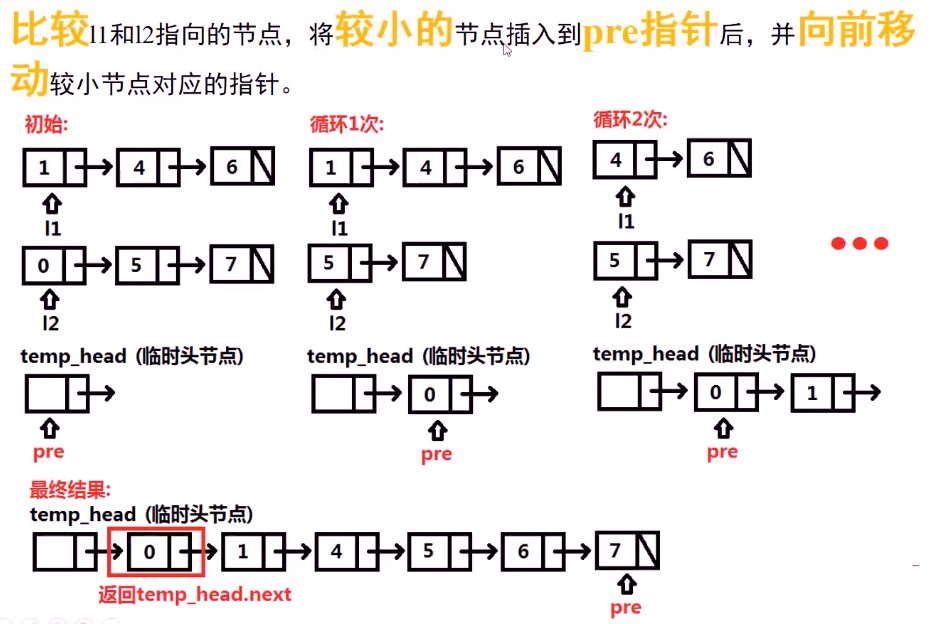 比较l1和l2指向的节点，将较小的节点插入到pre指针后，并向前移
动较小节点对应的指针。
初始:
循环1次:
循环2次:
1 4 6
1 4 6
4 6
l1
l1
l1
0 5 7
5 7
5 7
l2
l2
l2
temp_head (临时头节点)
temp_head (临时头节点)
temp_head (临时头节点)
0
0 1
pre
pre
pre
最终结果:
temp_head (临时头节点)
0 1 4 5 6 7
返回temp_head.next
pre